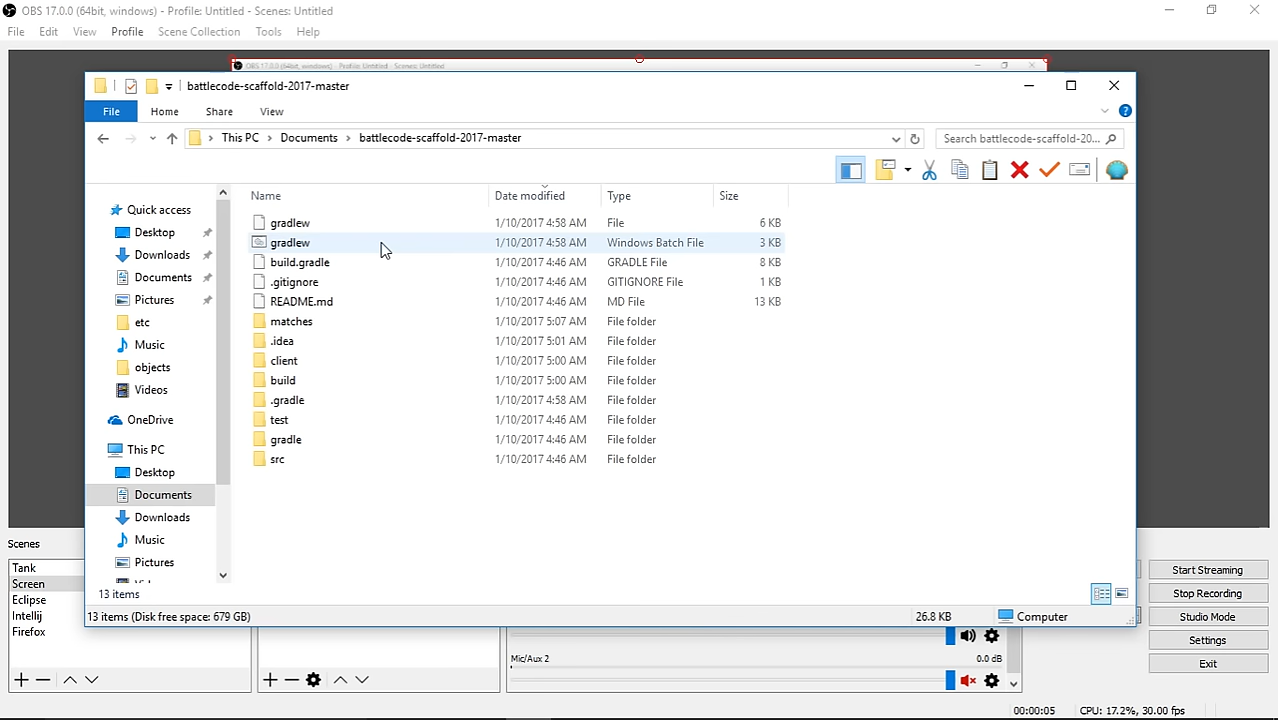 OBS 17.0.0 (64bit, windows) - Profile: Untitled - Scenes: Untitled
File Edit View Profile Scene Collection Tools Help
OBS 17.0.0 (64bit, windows) - Profile: Untitled - Scenes: Untitled
battlecode-scaffold-2017-master
File Home Share View
This PC > Documents > battlecode-scaffold-2017-master
Search battlecode-scaffold-20...
Name Date modified Type Size
gradlew 1/10/2017 4:58 AM File 6 KB
gradlew 1/10/2017 4:58 AM Windows Batch File 3 KB
build.gradle 1/10/2017 4:46 AM GRADLE File 8 KB
.gitignore 1/10/2017 4:46 AM GITIGNORE File 1 KB
README.md 1/10/2017 4:46 AM MD File 13 KB
matches 1/10/2017 5:07 AM File folder
.idea 1/10/2017 5:01 AM File folder
client 1/10/2017 5:00 AM File folder
build 1/10/2017 5:00 AM File folder
.gradle 1/10/2017 4:58 AM File folder
test 1/10/2017 4:46 AM File folder
gradle 1/10/2017 4:46 AM File folder
src 1/10/2017 4:46 AM File folder
Quick access
Desktop
Downloads
Documents
Pictures
etc
Music
objects
Videos
OneDrive
This PC
Desktop
Documents
Downloads
Music
Pictures
13 items
13 items (Disk free space: 679 GB) 26.8 KB Computer
Scenes
Tank
Screen
Eclipse
Intellij
Firefox
Mic/Aux 2 0.0 dB
Start Streaming
Stop Recording
Studio Mode
Settings
Exit
00:00:05 CPU: 17.2%, 30.00 fps